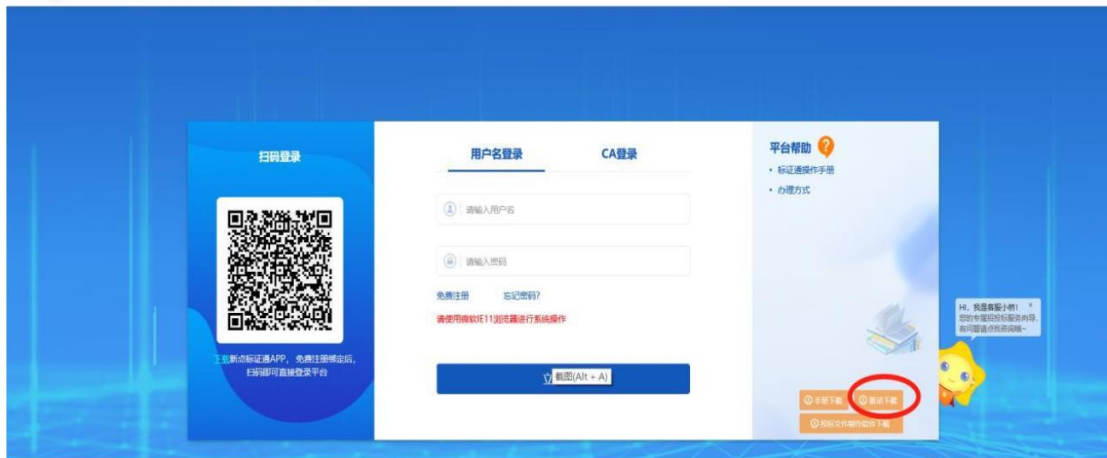 扫码登录
下载新点标证通APP，免费注册绑定后，
扫码即可直接登录平台
用户名登录
CA登录
请输入用户名
请输入密码
免费注册
忘记密码?
请使用微软IE11浏览器进行系统操作
截图(Alt + A)
平台帮助
• 标证通操作手册
• 办理方式
HI，我是客服小桥！ ×
您的专属招投标服务向导，
有问题请点我咨询哦~
手册下载
驱动下载
投标文件制作软件下载